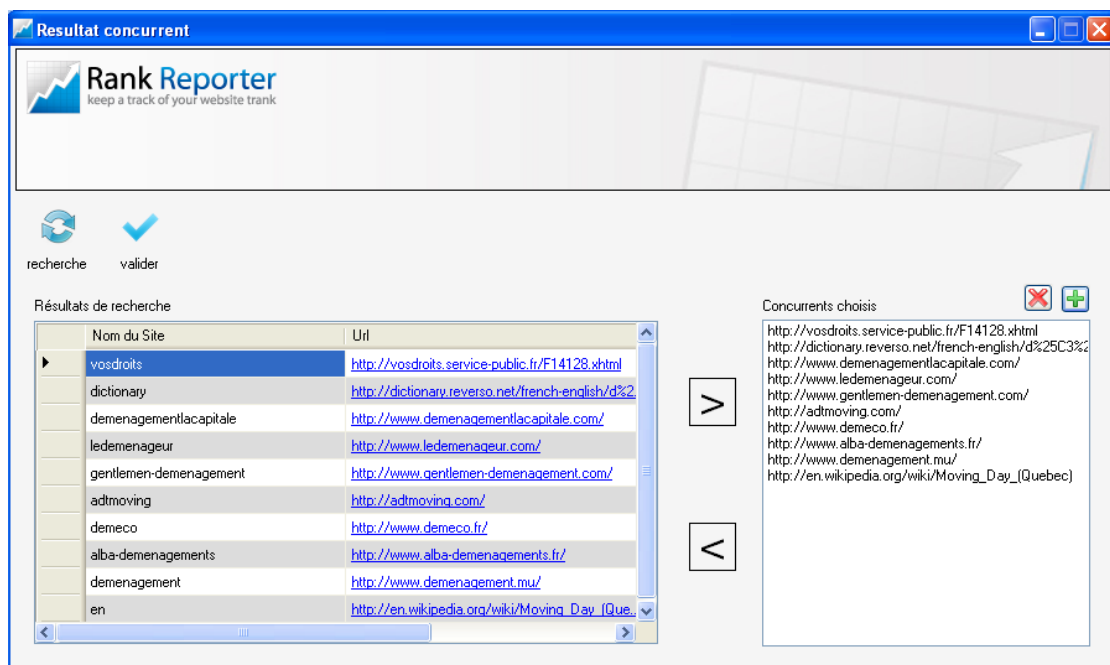 Resultat concurrent
Rank Reporter
keep a track of your website trank
recherche valider
Résultats de recherche
Nom du Site Url
vosdroits http://vosdroits.service-public.fr/F14128.xhtml
dictionary http://dictionary.reverso.net/french-english/d%2
demenagementlacapitale http://www.demenagementlacapitale.com/
ledemenageur http://www.ledemenageur.com/
gentlemen-demenagement http://www.gentlemen-demenagement.com/
adtmoving http://adtmoving.com/
demeco http://www.demeco.fr/
alba-demenagements http://www.alba-demenagements.fr/
demenagement http://www.demenagement.mu/
en http://en.wikipedia.org/wiki/Moving_Day_(Que..
>
<
Concurrents choisis
http://vosdroits.service-public.fr/F14128.xhtml
http://dictionary.reverso.net/french-english/d%25C3%2
http://www.demenagementlacapitale.com/
http://www.ledemenageur.com/
http://www.gentlemen-demenagement.com/
http://adtmoving.com/
http://www.demeco.fr/
http://www.alba-demenagements.fr/
http://www.demenagement.mu/
http://en.wikipedia.org/wiki/Moving_Day_(Quebec)